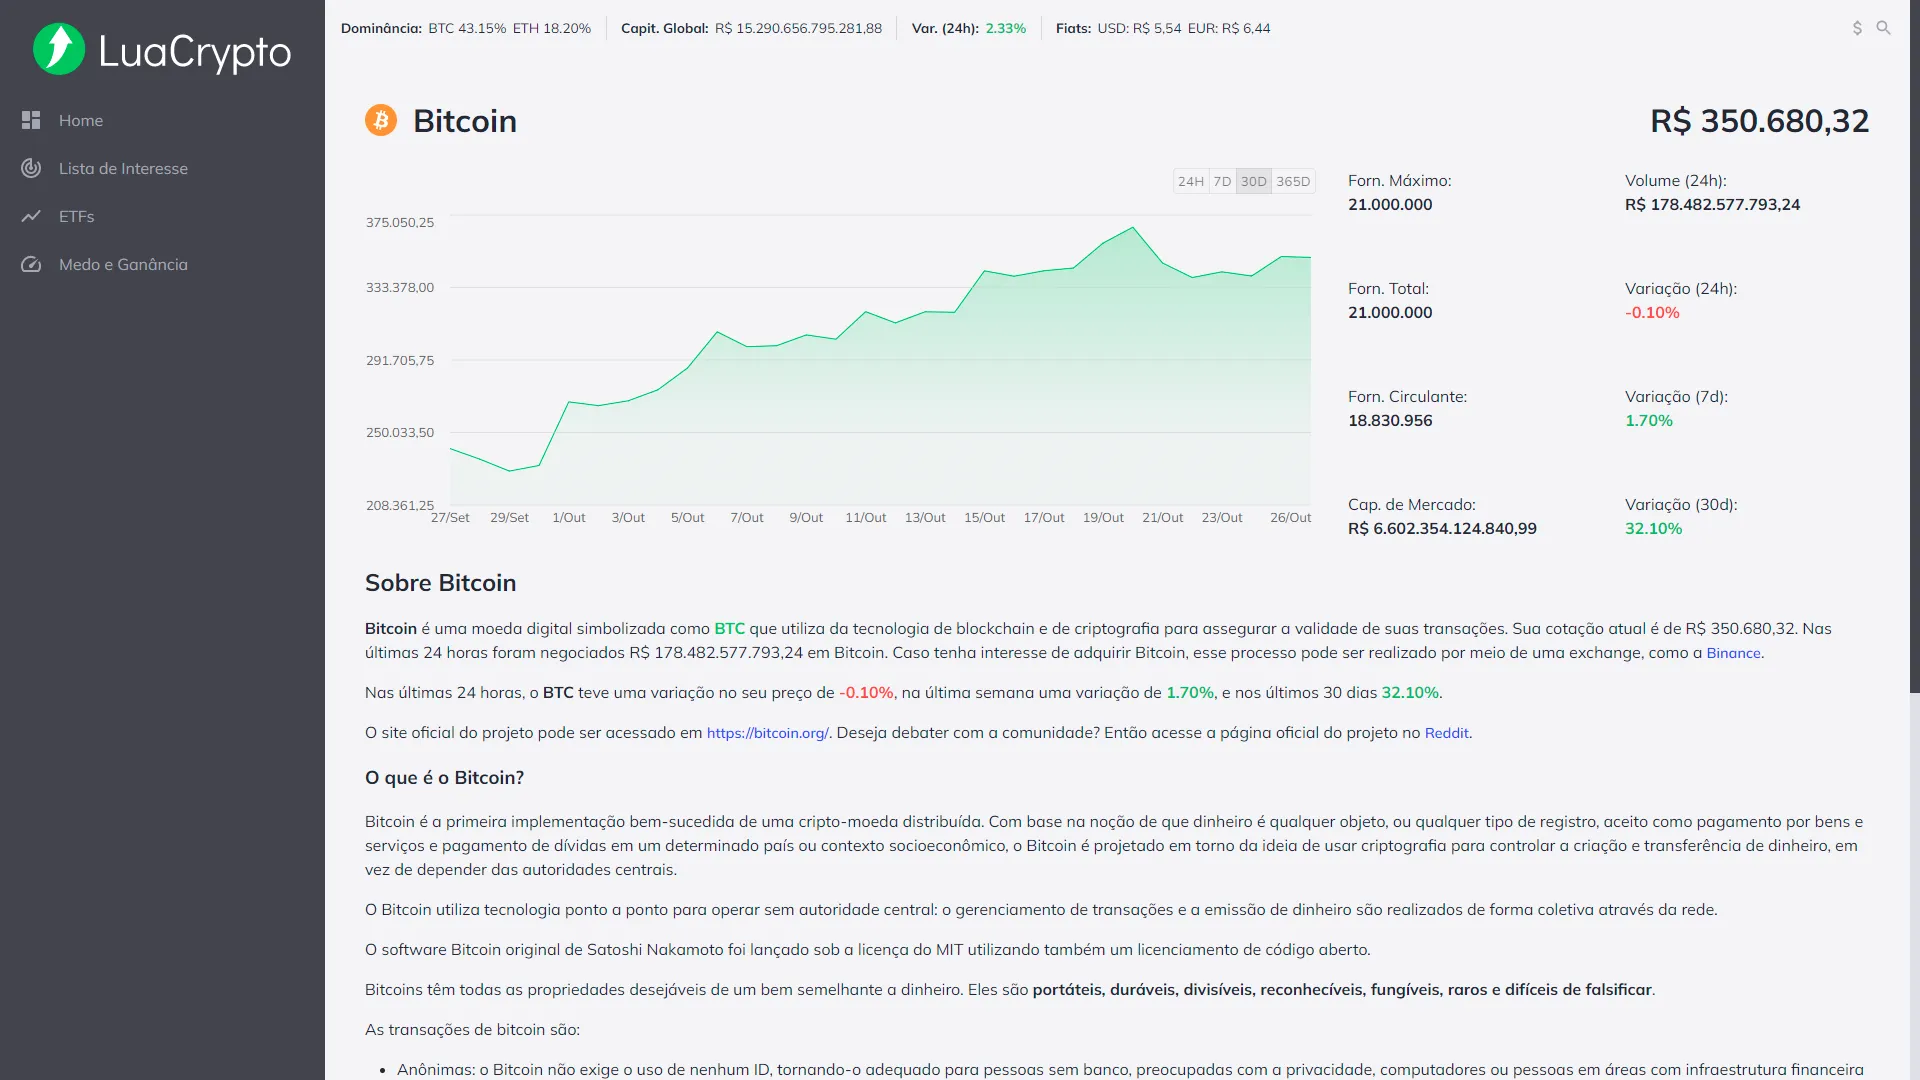 LuaCrypto
Home
Lista de Interesse
ETFs
Medo e Ganância
Dominância: BTC 43.15% ETH 18.20% Capit. Global: R$ 15.290.656.795.281,88 Var. (24h): 2.33% Fiats: USD: R$ 5,54 EUR: R$ 6,44 $
Bitcoin
R$ 350.680,32
24H 7D 30D 365D
375.050,25
333.378,00
291.705,75
250.033,50
208.361,25
27/Set 29/Set 1/Out 3/Out 5/Out 7/Out 9/Out 11/Out 13/Out 15/Out 17/Out 19/Out 21/Out 23/Out 26/Out
Forn. Máximo:
21.000.000
Volume (24h):
R$ 178.482.577.793,24
Forn. Total:
21.000.000
Variação (24h):
-0.10%
Forn. Circulante:
18.830.956
Variação (7d):
1.70%
Cap. de Mercado:
R$ 6.602.354.124.840,99
Variação (30d):
32.10%
Sobre Bitcoin
Bitcoin é uma moeda digital simbolizada como BTC que utiliza da tecnologia de blockchain e de criptografia para assegurar a validade de suas transações. Sua cotação atual é de R$ 350.680,32. Nas
últimas 24 horas foram negociados R$ 178.482.577.793,24 em Bitcoin. Caso tenha interesse de adquirir Bitcoin, esse processo pode ser realizado por meio de uma exchange, como a Binance.
Nas últimas 24 horas, o BTC teve uma variação no seu preço de -0.10%, na última semana uma variação de 1.70%, e nos últimos 30 dias 32.10%.
O site oficial do projeto pode ser acessado em https://bitcoin.org/. Deseja debater com a comunidade? Então acesse a página oficial do projeto no Reddit.
O que é o Bitcoin?
Bitcoin é a primeira implementação bem-sucedida de uma cripto-moeda distribuída. Com base na noção de que dinheiro é qualquer objeto, ou qualquer tipo de registro, aceito como pagamento por bens e
serviços e pagamento de dívidas em um determinado país ou contexto socioeconômico, o Bitcoin é projetado em torno da ideia de usar criptografia para controlar a criação e transferência de dinheiro, em
vez de depender das autoridades centrais.
O Bitcoin utiliza tecnologia ponto a ponto para operar sem autoridade central: o gerenciamento de transações e a emissão de dinheiro são realizados de forma coletiva através da rede.
O software Bitcoin original de Satoshi Nakamoto foi lançado sob a licença do MIT utilizando também um licenciamento de código aberto.
Bitcoins têm todas as propriedades desejáveis de um bem semelhante a dinheiro. Eles são portáteis, duráveis, divisíveis, reconhecíveis, fungíveis, raros e difíceis de falsificar.
As transações de bitcoin são:
• Anônimas: o Bitcoin não exige o uso de nenhum ID, tornando-o adequado para pessoas sem banco, preocupadas com a privacidade, computadores ou pessoas em áreas com infraestrutura financeira